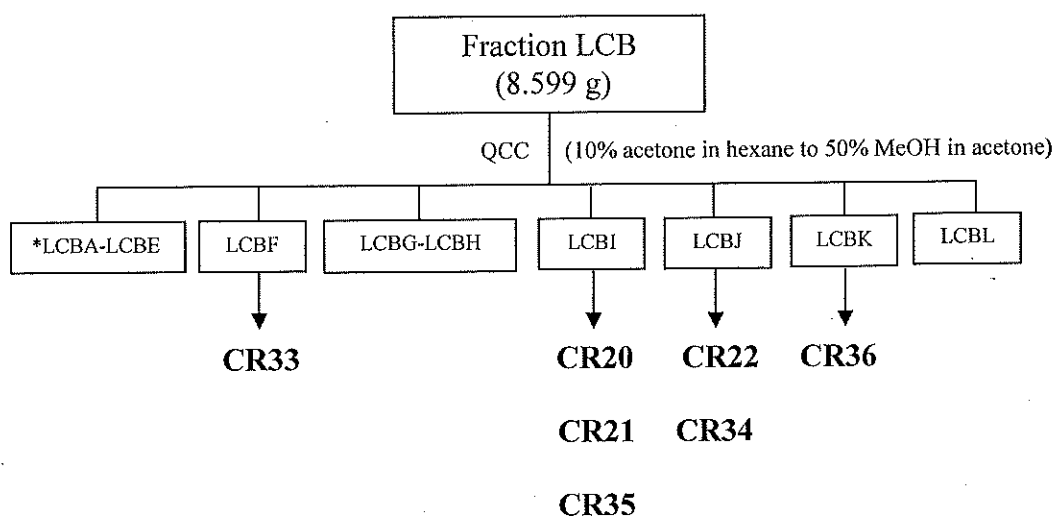 Fraction LCB
(8.599 g)
QCC (10% acetone in hexane to 50% MeOH in acetone)
*LCBA-LCBE LCBF LCBG-LCBH LCBI LCBJ LCBK LCBL
CR33 CR20 CR22 CR36
CR21 CR34
CR35